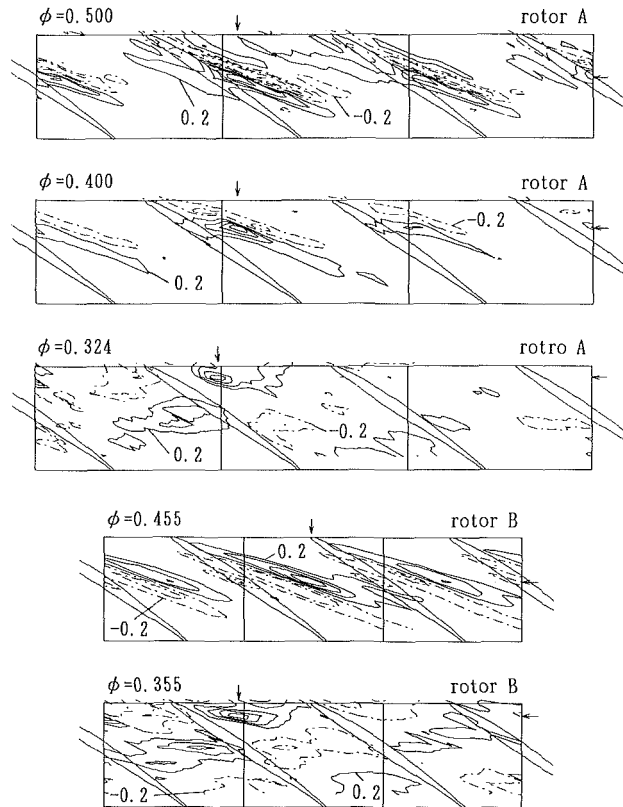 ϕ=0.500 rotor A
0.2 -0.2
ϕ=0.400 rotor A
-0.2
0.2
ϕ=0.324 rotro A
0.2 -0.2
ϕ=0.455 rotor B
0.2
-0.2
ϕ=0.355 rotor B
-0.2 0.2